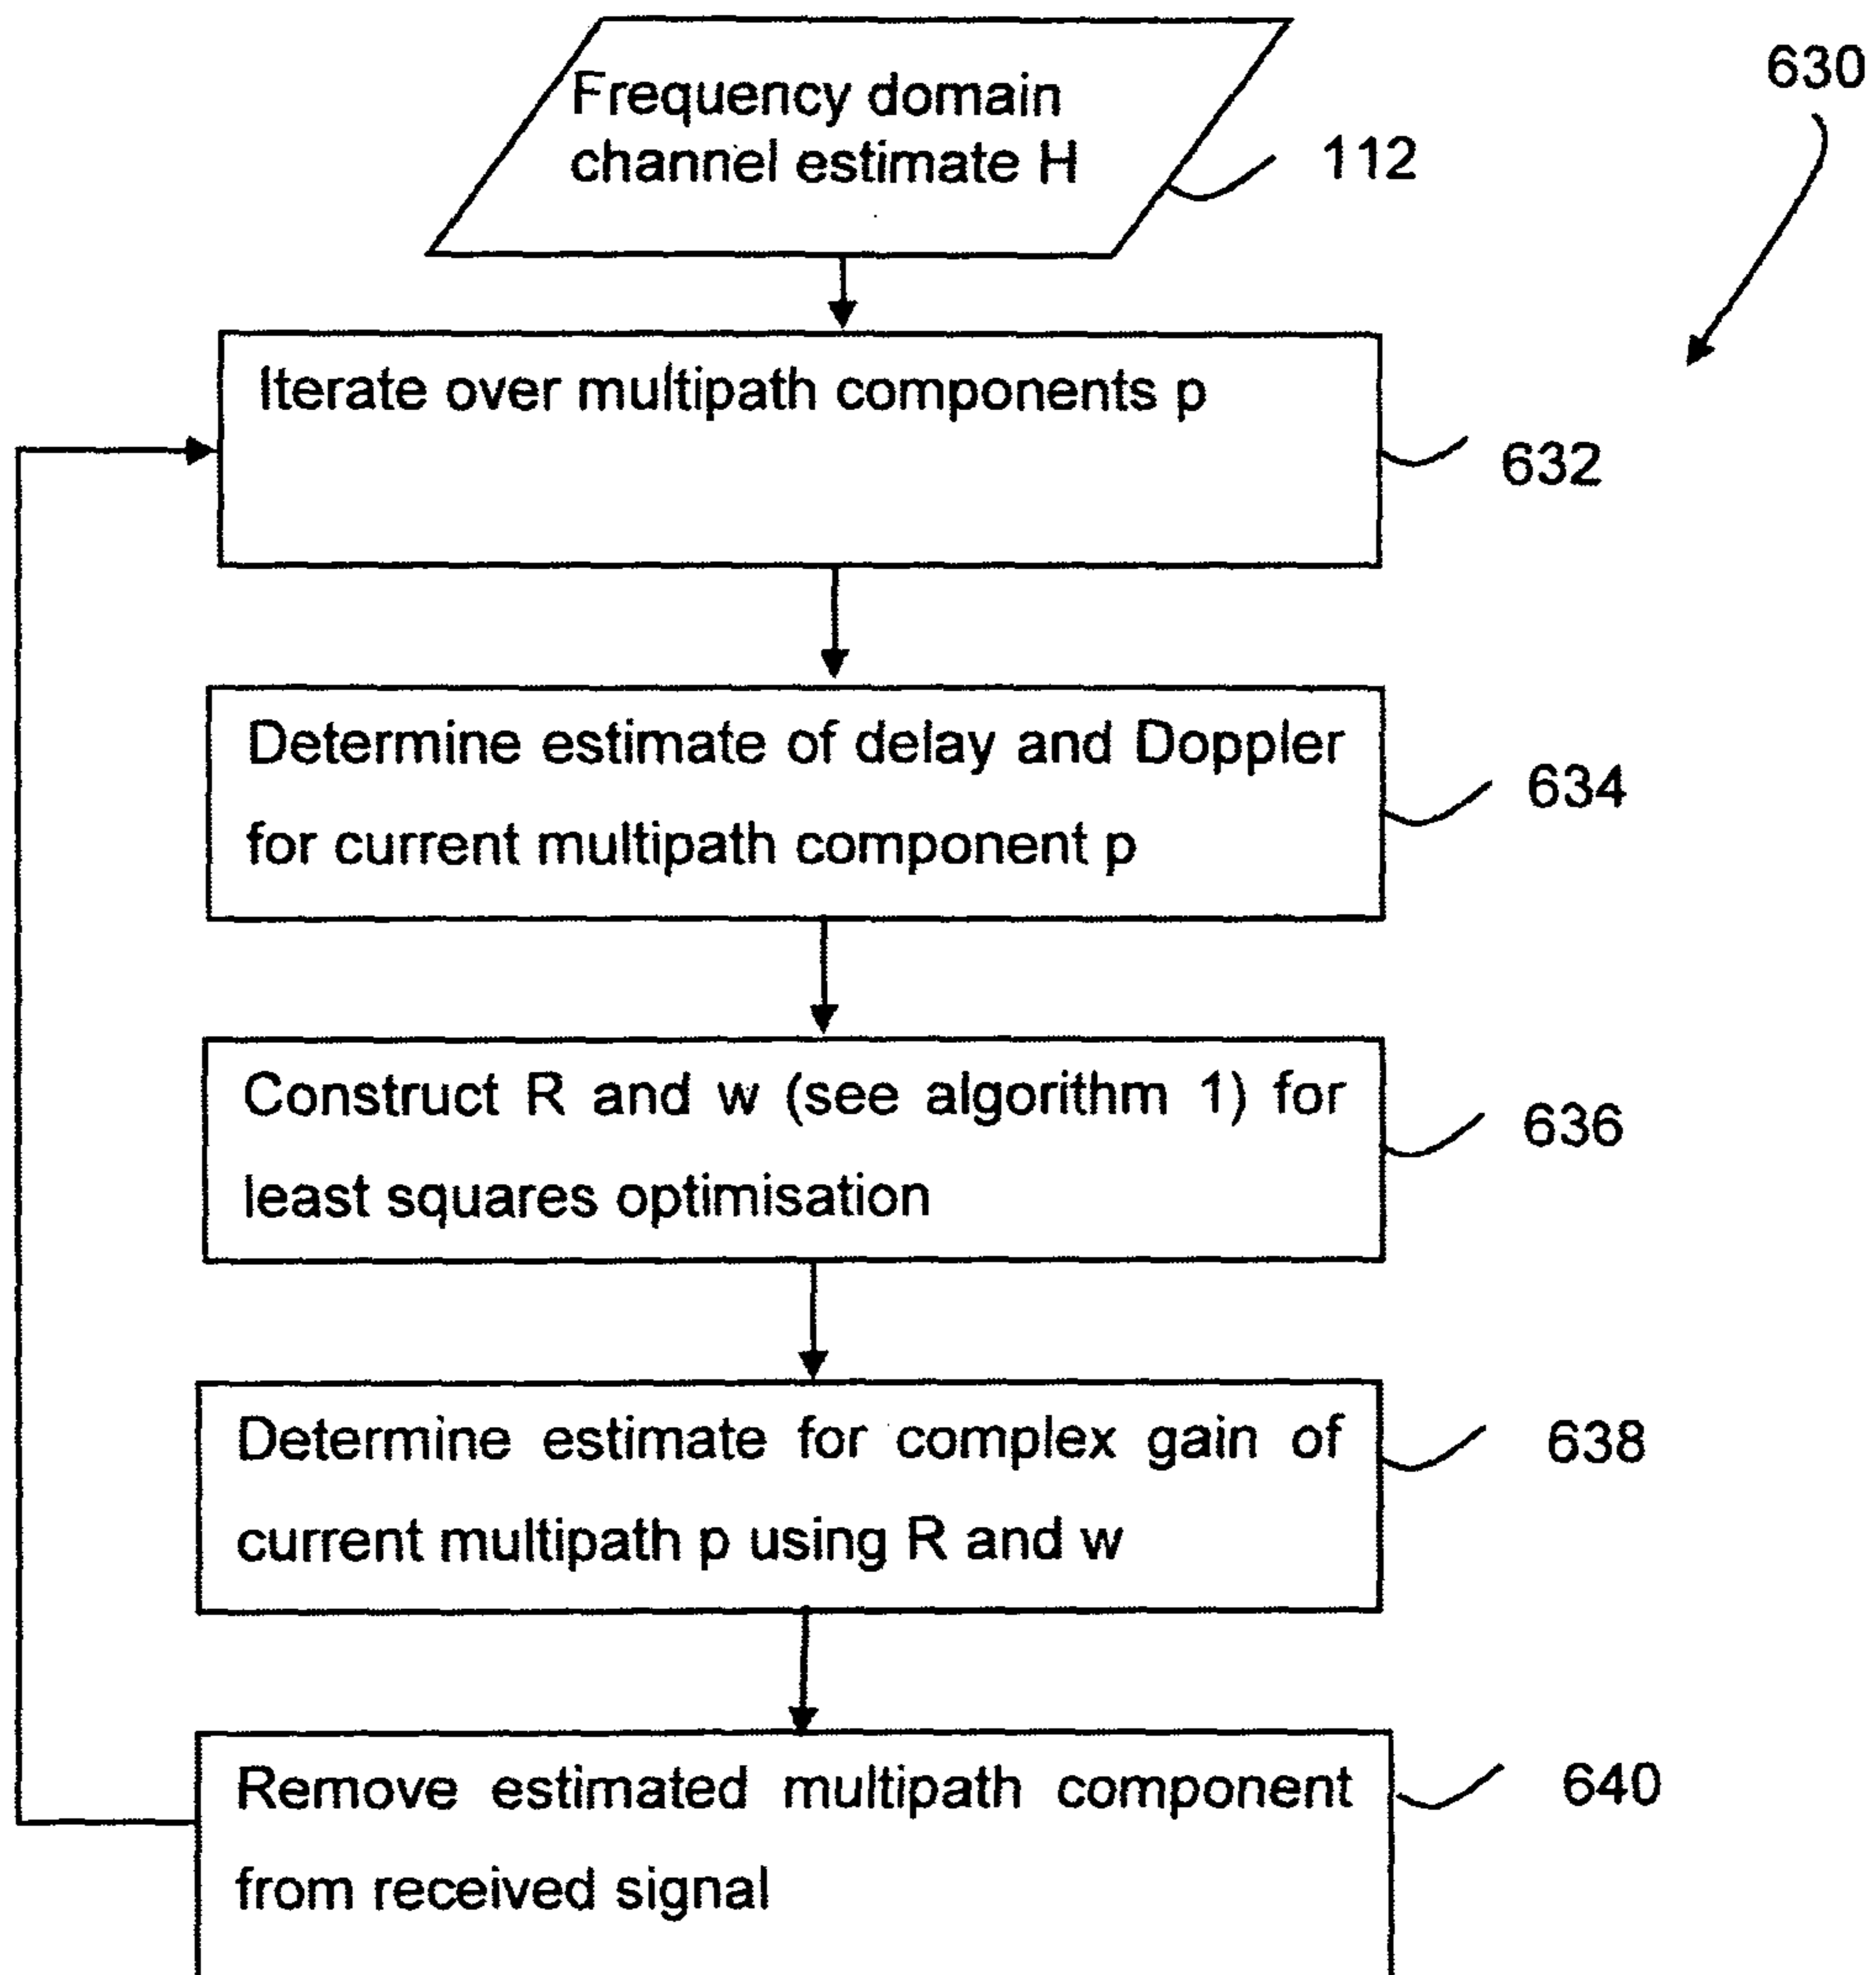 Frequency domain
channel estimate H
630
112
Iterate over multipath components p
632
Determine estimate of delay and Doppler
for current multipath component p
634
Construct R and w (see algorithm 1) for
least squares optimisation
636
Determine estimate for complex gain of
current multipath p using R and w
638
Remove estimated multipath component
from received signal
640